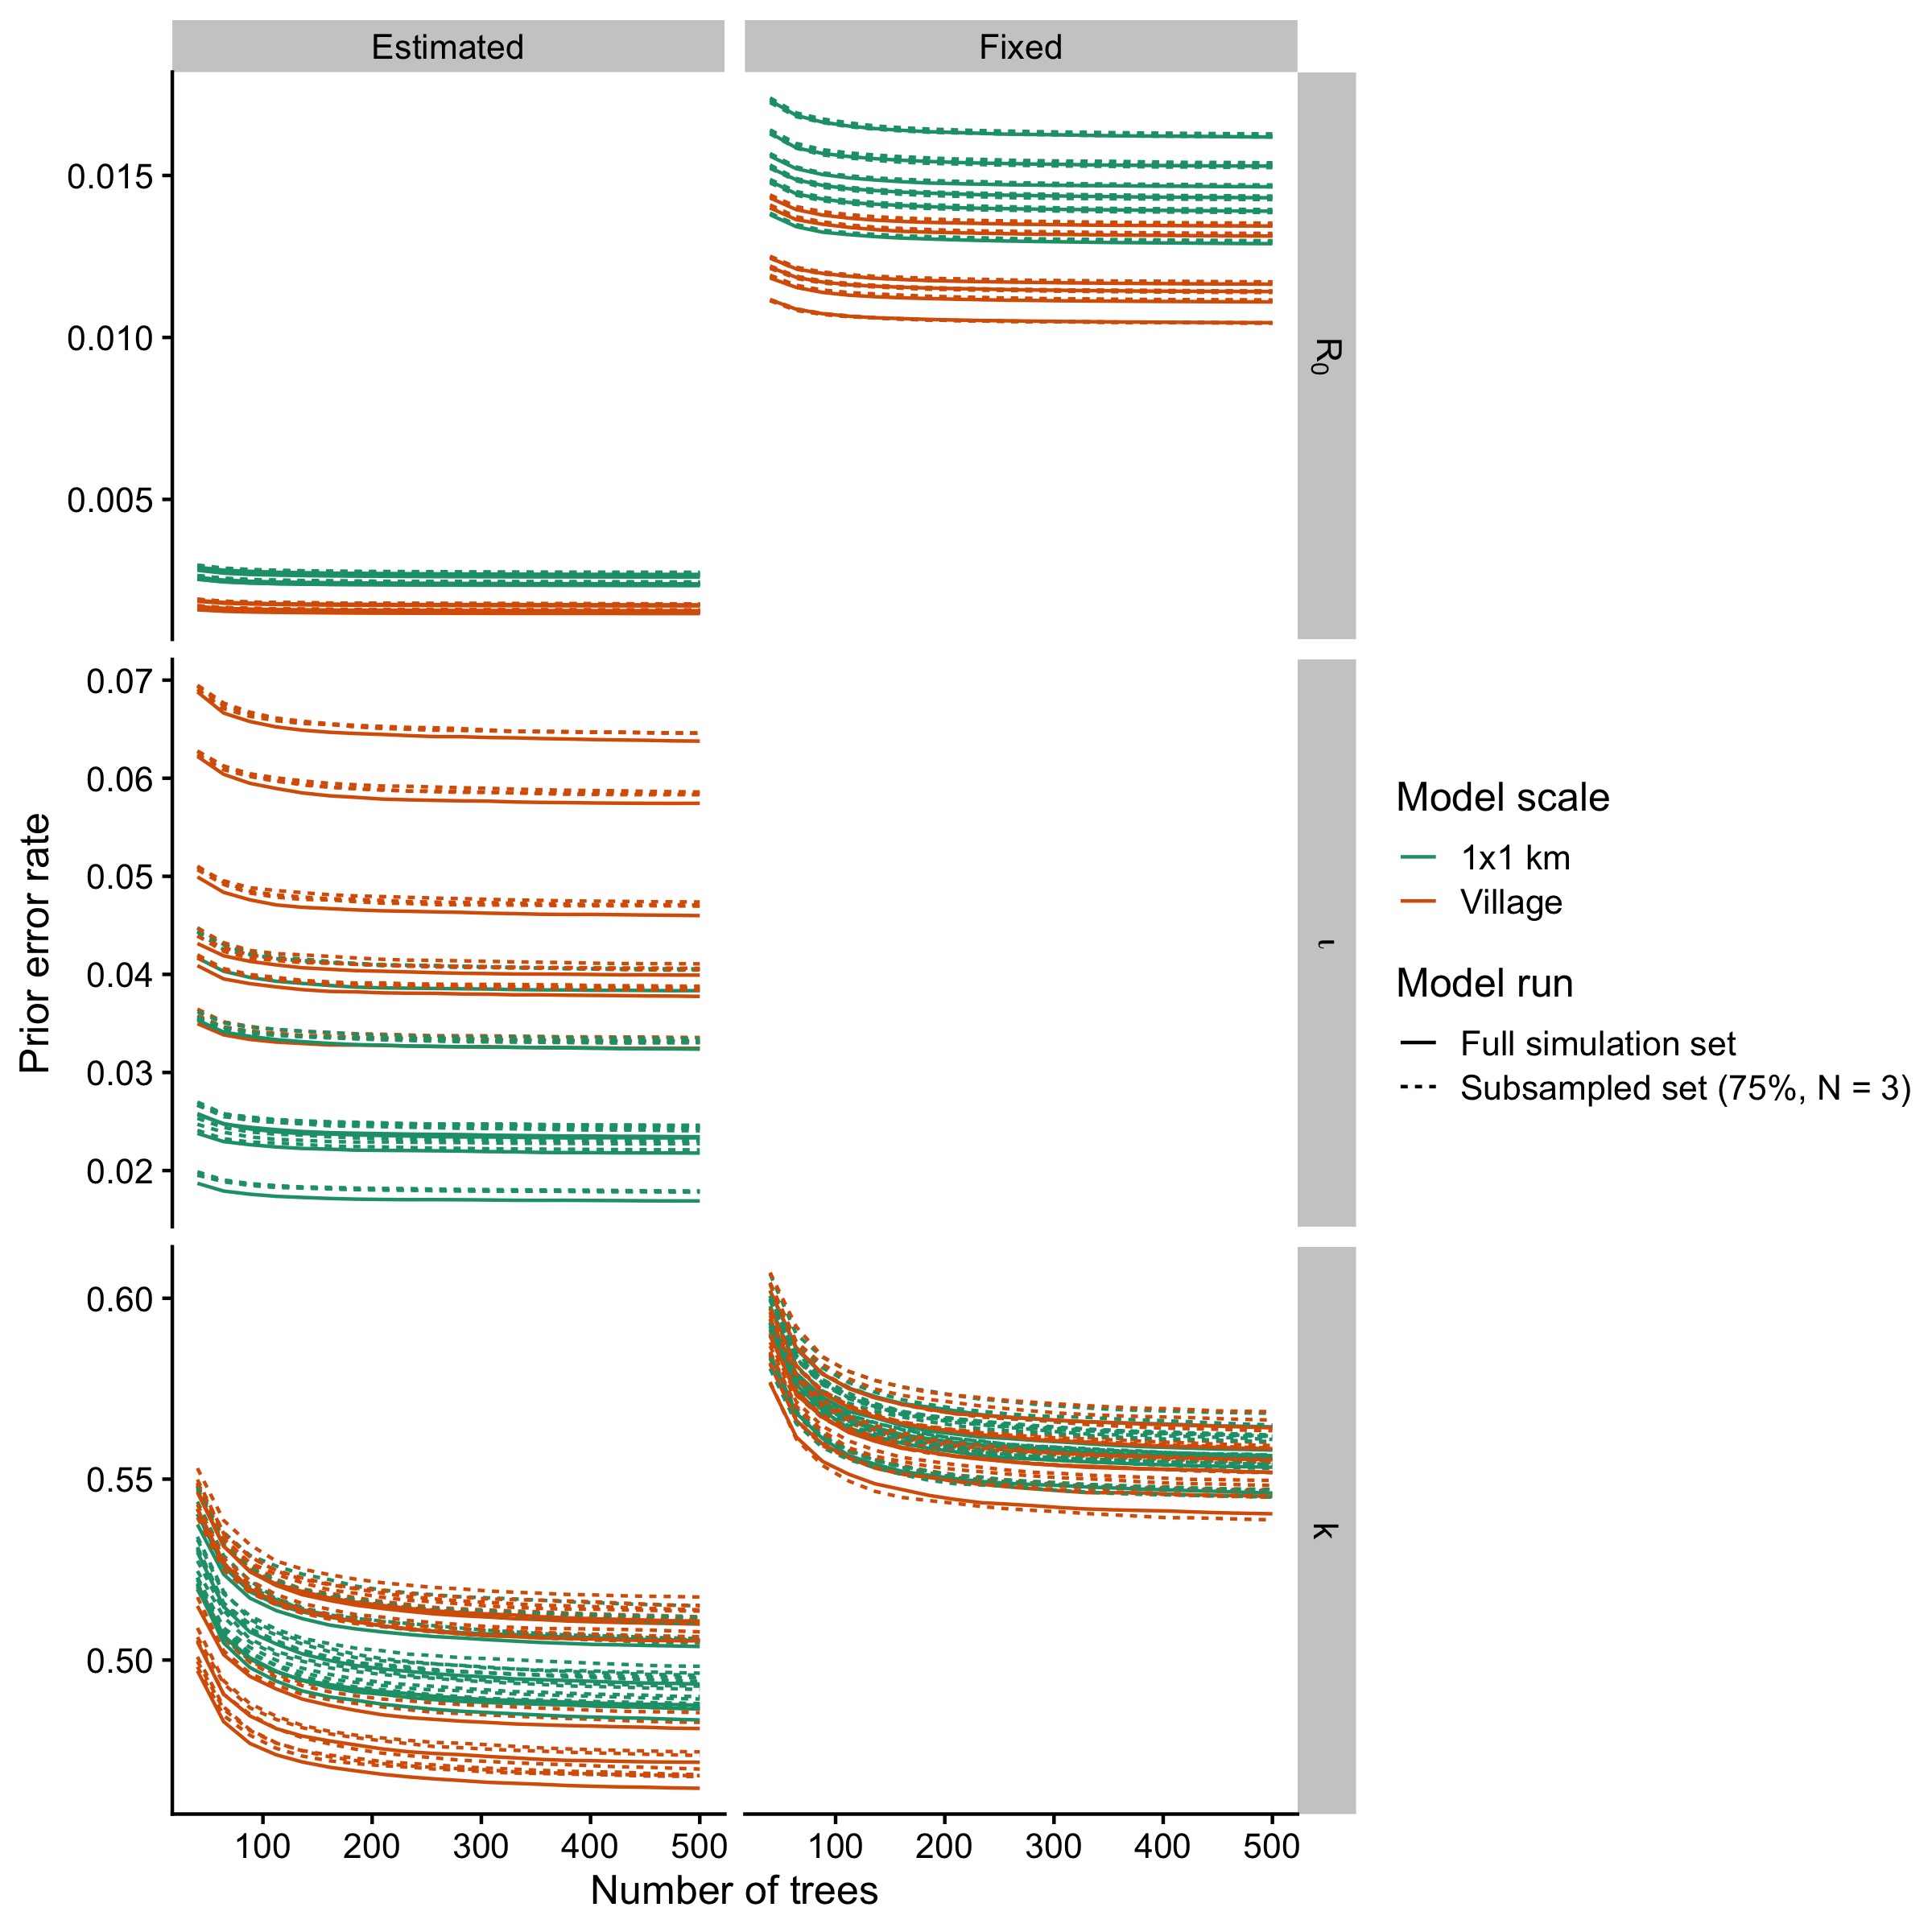 Estimated
Fixed
0.015
0.010
0.005
R0
0.07
0.06
0.05
0.04
0.03
0.02
ι
0.60
0.55
0.50
k
100 200 300 400 500
100 200 300 400 500
Number of trees
Prior error rate
Model scale
1x1 km
Village
Model run
Full simulation set
Subsampled set (75%, N = 3)